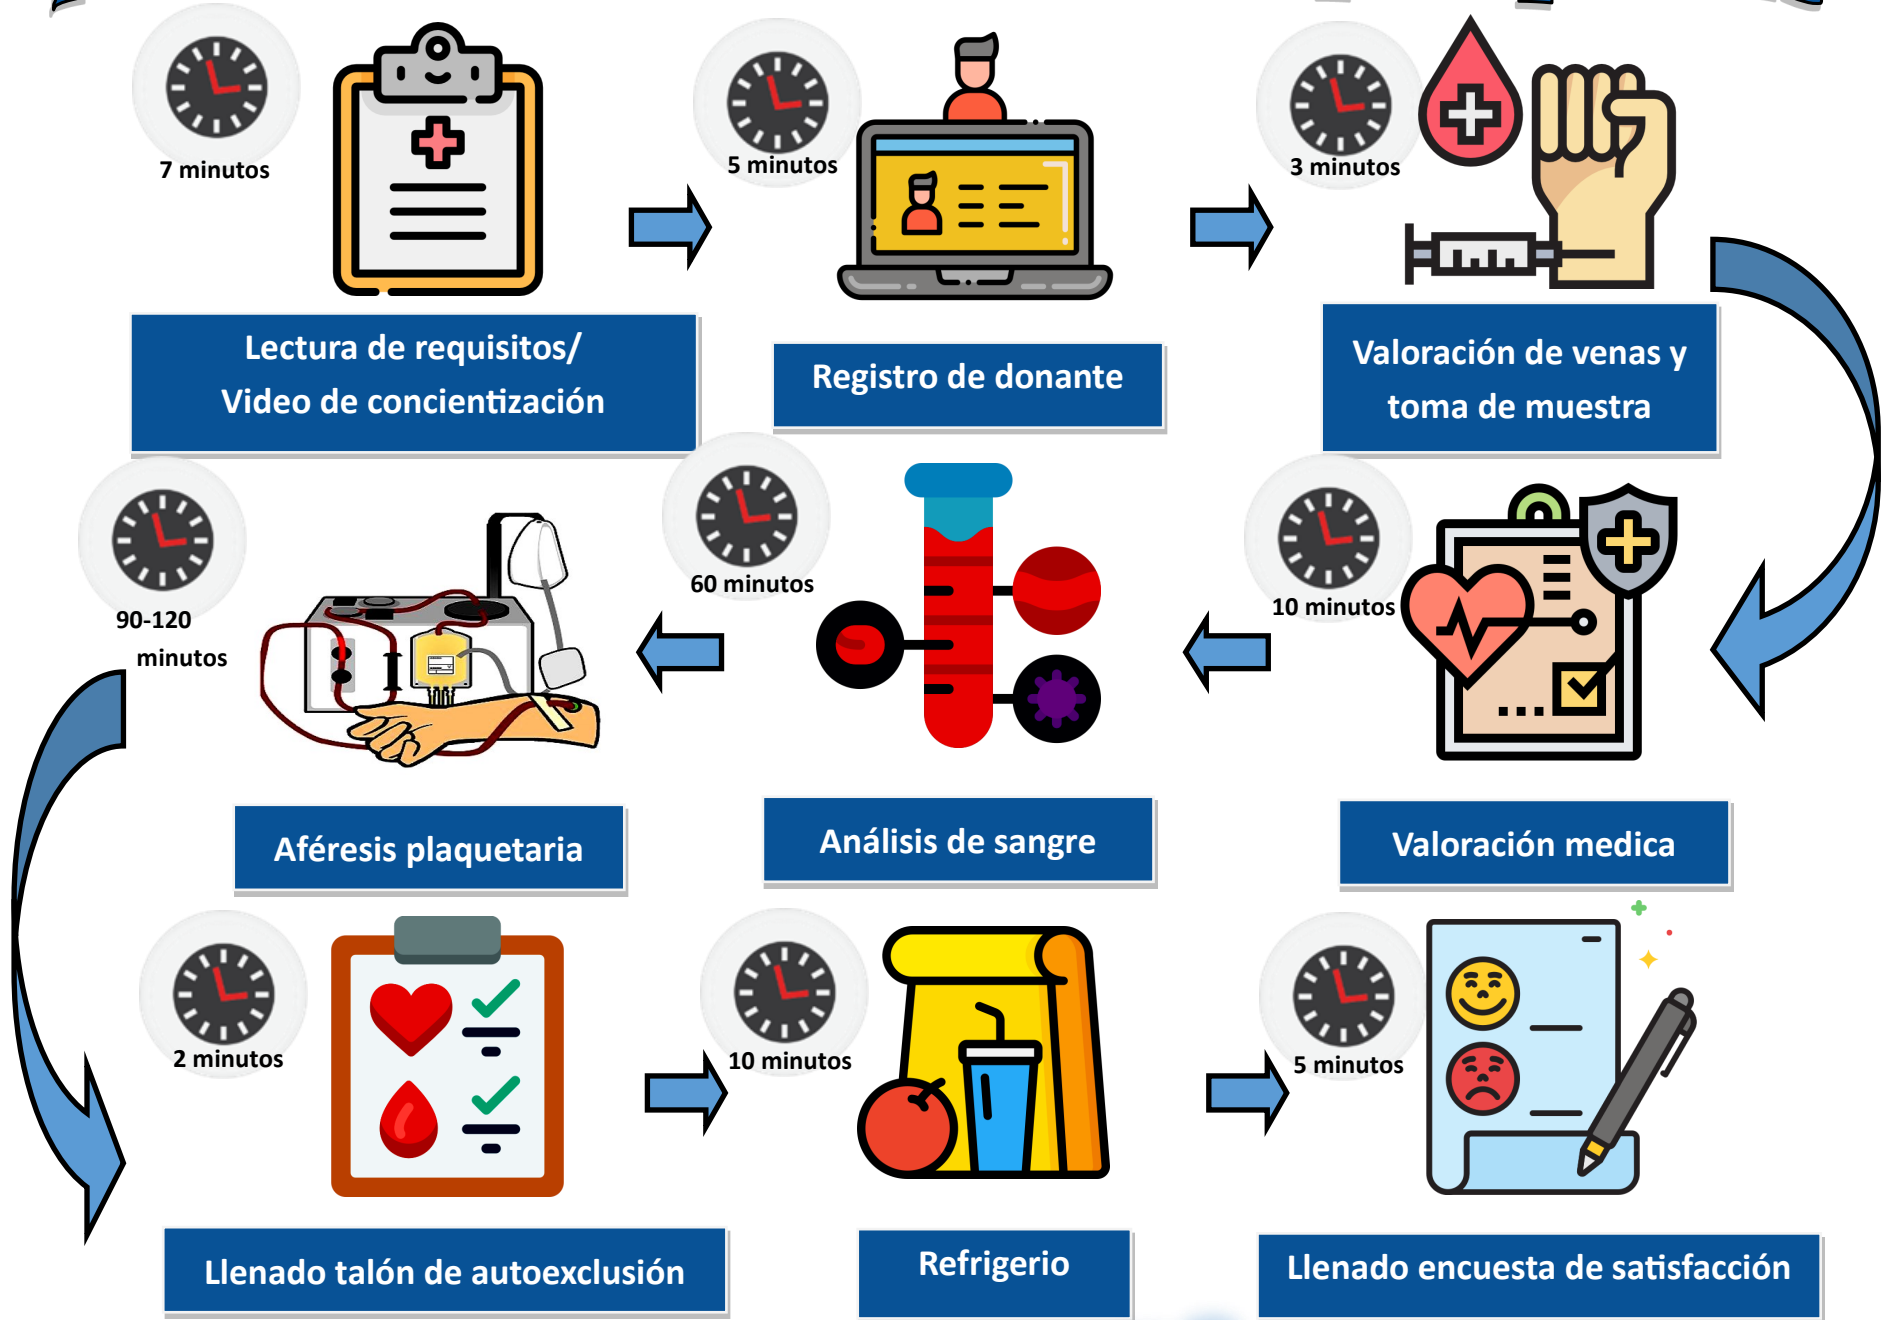 7 minutos
Lectura de requisitos/
Video de concientización
5 minutos
Registro de donante
3 minutos
Valoración de venas y
toma de muestra
10 minutos
Valoración medica
60 minutos
Análisis de sangre
90-120
minutos
Aféresis plaquetaria
2 minutos
Llenado talón de autoexclusión
10 minutos
Refrigerio
5 minutos
Llenado encuesta de satisfacción